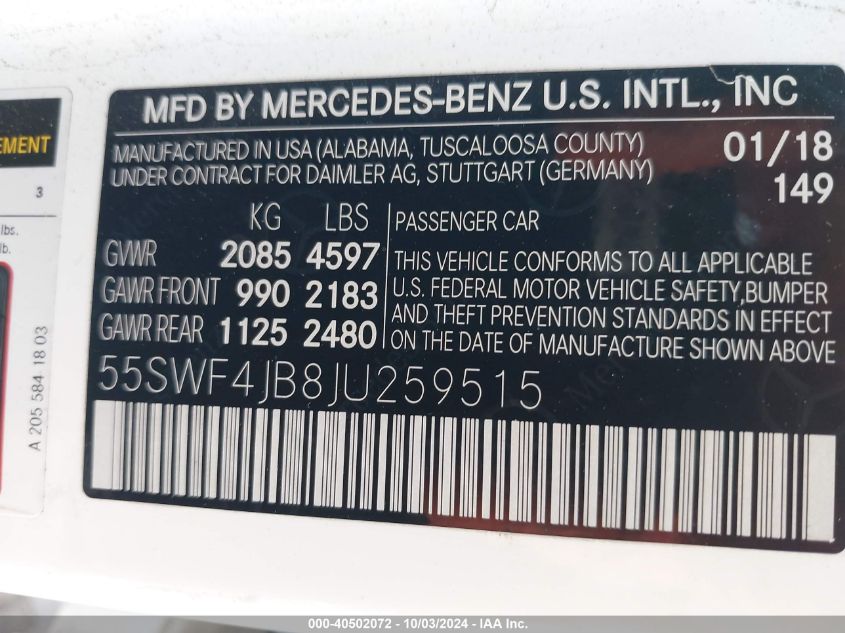 MFD BY MERCEDES-BENZ U.S. INTL., INC
MANUFACTURED IN USA (ALABAMA, TUSCALOOSA COUNTY) 01/18
UNDER CONTRACT FOR DAIMLER AG, STUTTGART (GERMANY) 149
KG LBS
GVWR 2085 4597
GAWR FRONT 990 2183
GAWR REAR 1125 2480
PASSENGER CAR
THIS VEHICLE CONFORMS TO ALL APPLICABLE
U.S. FEDERAL MOTOR VEHICLE SAFETY,BUMPER
AND THEFT PREVENTION STANDARDS IN EFFECT
ON THE DATE OF MANUFACTURE SHOWN ABOVE
55SWF4JB8JU259515
EMENT
3
lbs.
lb.
A 205 584 18 03
000-40502072 - 10/03/2024 - IAA Inc.